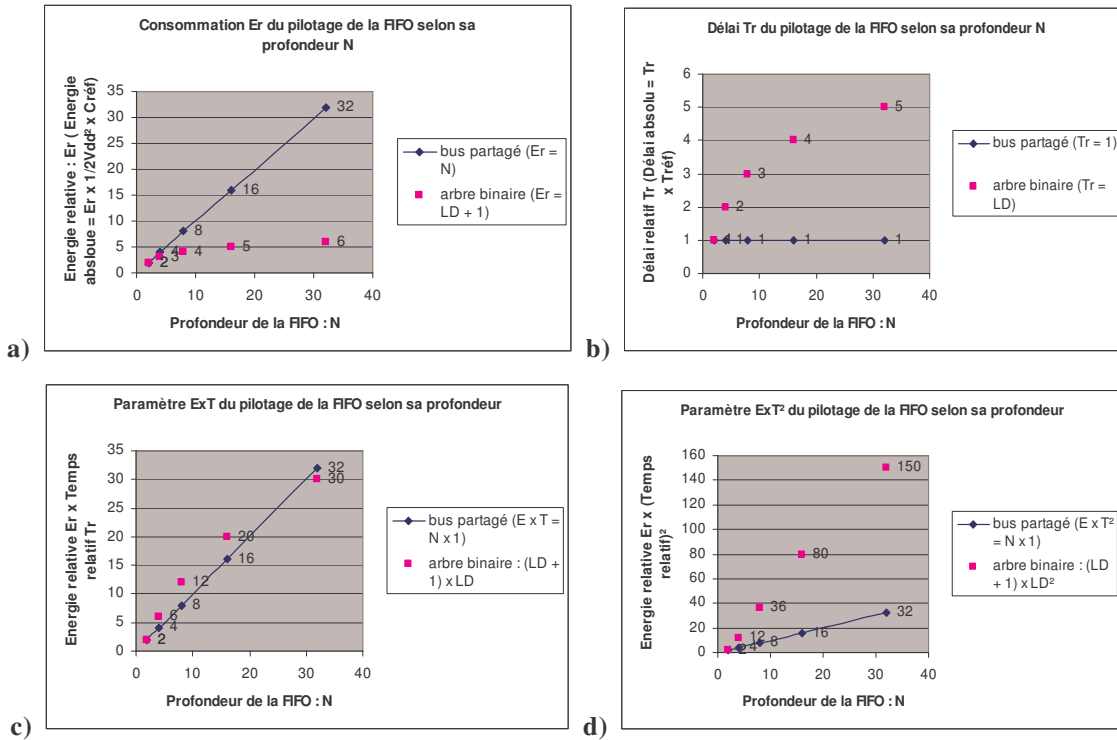 Consommation Er du pilotage de la FIFO selon sa
profondeur N
Energie relative : Er ( Energie
absloue = Er x 1/2Vdd² x Créf)
35
30
25
20
15
10
5
0
0 10 20 30 40
2
2
4
3
8
4
16
5
32
6
Profondeur de la FIFO : N
bus partagé (Er =
N)
arbre binaire (Er =
LD + 1)
a)
Délai Tr du pilotage de la FIFO selon sa profondeur N
Délai relatif Tr (Délai absolu = Tr
x Tréf)
6
5
4
3
2
1
0
0 10 20 30 40
1
1
1
1
1
1
2
3
4
5
Profondeur de la FIFO : N
bus partagé (Tr = 1)
arbre binaire (Tr =
LD)
b)
Paramètre ExT du pilotage de la FIFO selon sa profondeur
Energie relative Er x Temps
relatif Tr
35
30
25
20
15
10
5
0
0 10 20 30 40
2
2
4
6
8
12
16
20
32
30
Profondeur de la FIFO : N
bus partagé (E x T =
N x 1)
arbre binaire : (LD +
1) x LD
c)
Paramètre ExT² du pilotage de la FIFO selon sa profondeur
Energie relative Er x (Temps
relatif)²
160
140
120
100
80
60
40
20
0
0 10 20 30 40
2
4
12
8
36
16
80
32
150
Profondeur de la FIFO : N
bus partagé (E x T²
= N x 1)
arbre binaire : (LD
+ 1) x LD²
d)